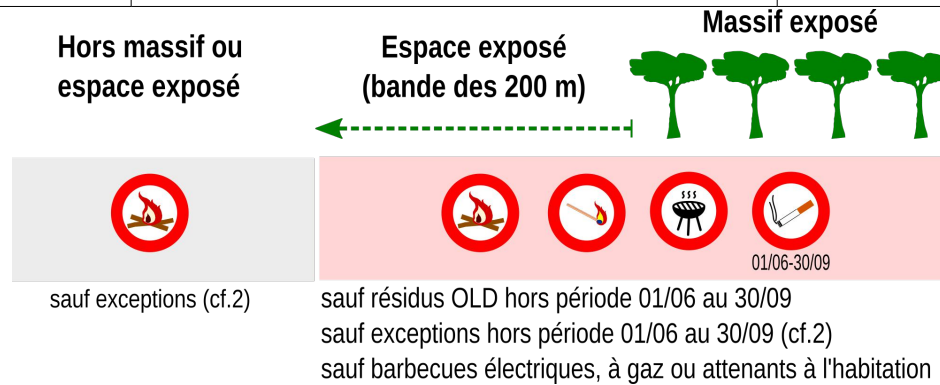 Hors massif ou
espace exposé
Espace exposé
(bande des 200 m)
Massif exposé
01/06-30/09
sauf exceptions (cf.2)
sauf résidus OLD hors période 01/06 au 30/09
sauf exceptions hors période 01/06 au 30/09 (cf.2)
sauf barbecues électriques, à gaz ou attenants à l'habitation